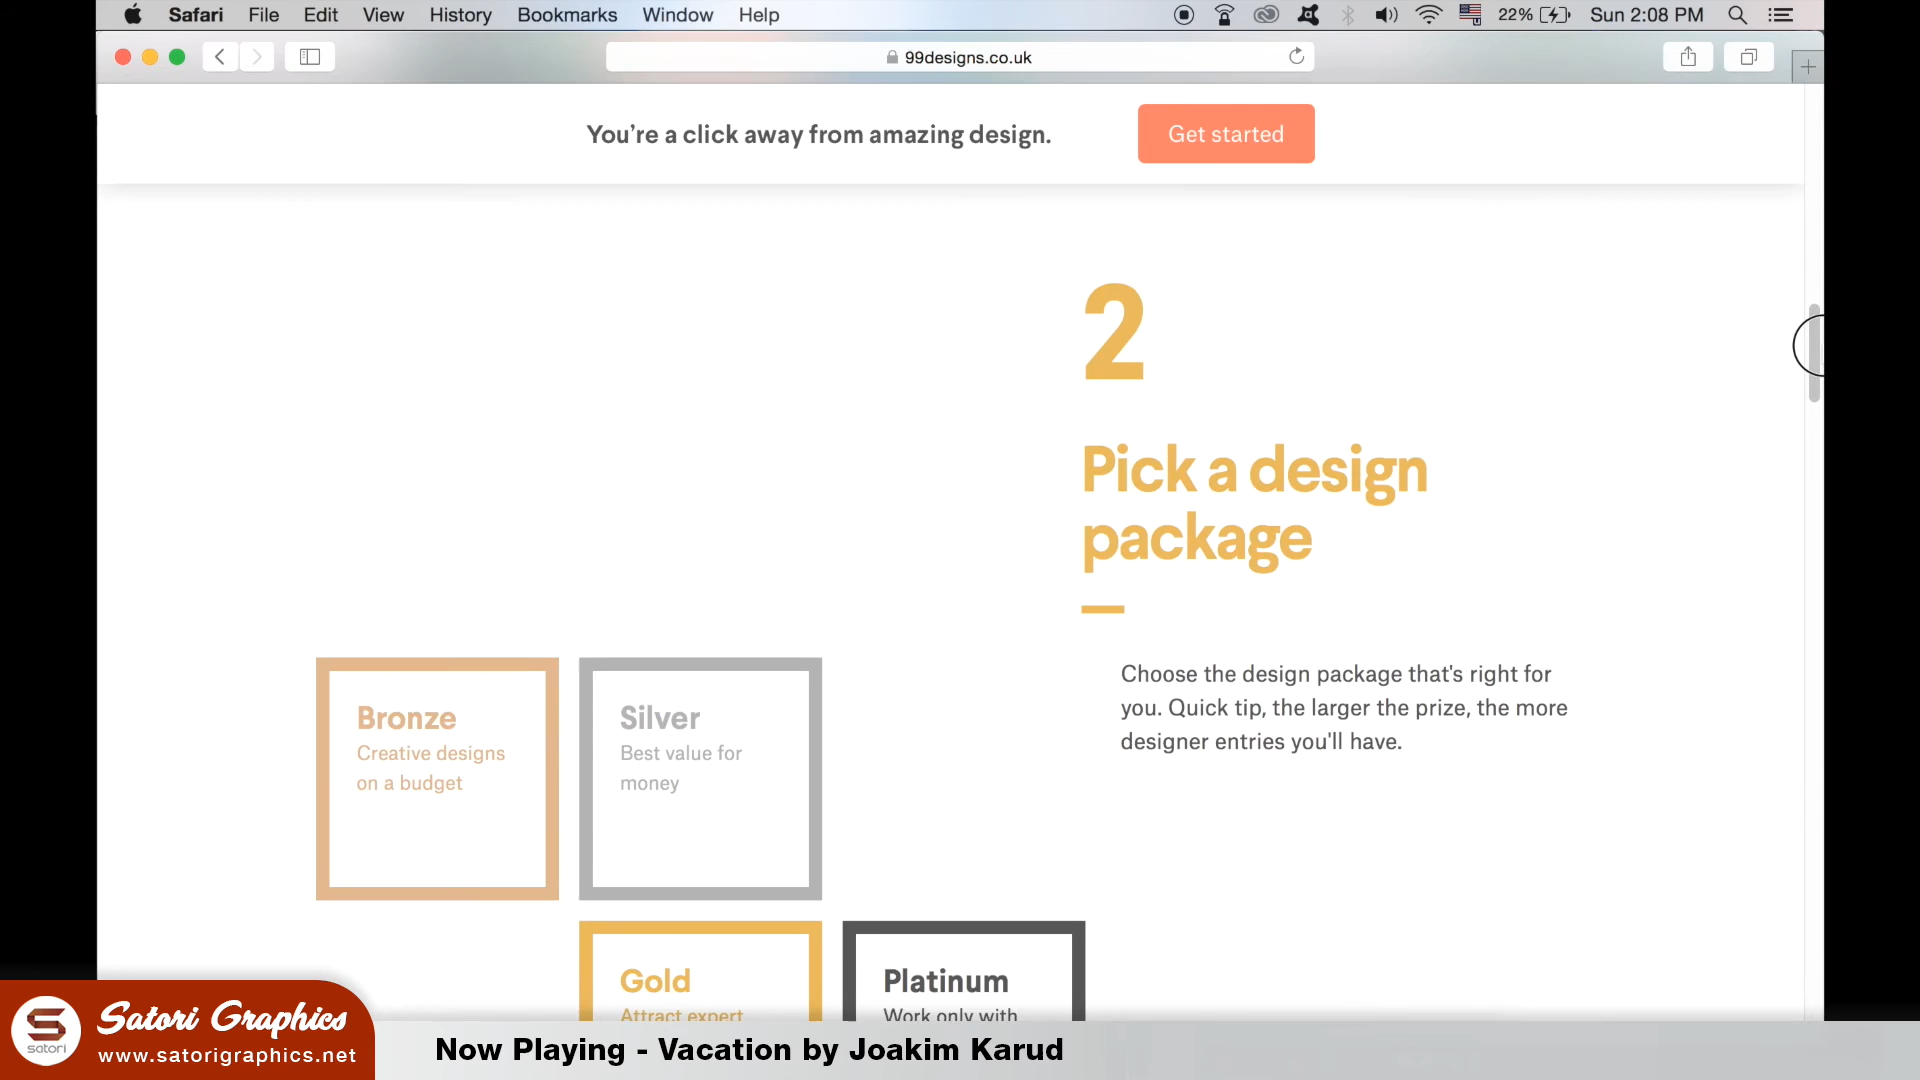 Safari File Edit View History Bookmarks Window Help 22% Sun 2:08 PM
99designs.co.uk
You're a click away from amazing design. Get started
2
Pick a design
package
Choose the design package that's right for
you. Quick tip, the larger the prize, the more
designer entries you'll have.
Bronze
Creative designs
on a budget
Silver
Best value for
money
Gold
Attract expert
Platinum
Work only with
S
satori
Satori Graphics
www.satorigraphics.net
Now Playing - Vacation by Joakim Karud